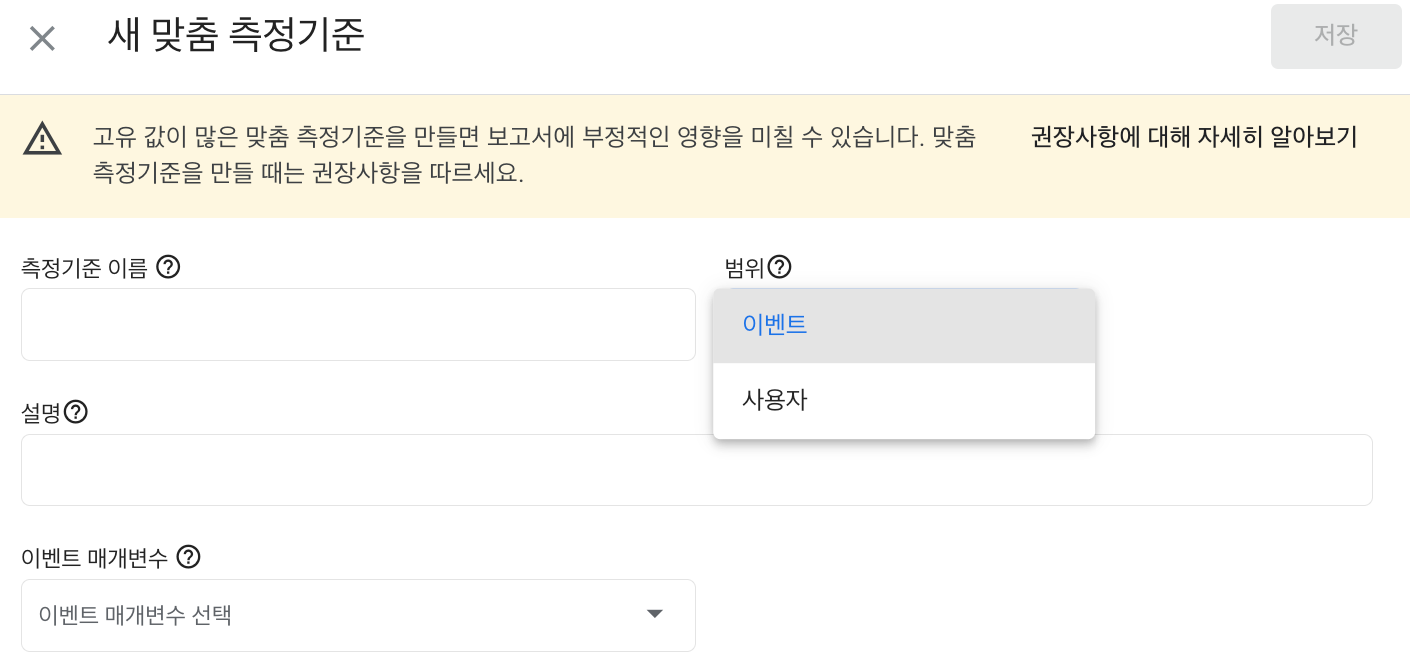 새 맞춤 측정기준
저장
고유 값이 많은 맞춤 측정기준을 만들면 보고서에 부정적인 영향을 미칠 수 있습니다. 맞춤
측정기준을 만들 때는 권장사항을 따르세요.
권장사항에 대해 자세히 알아보기
측정기준 이름
범위
이벤트
사용자
설명
이벤트 매개변수
이벤트 매개변수 선택